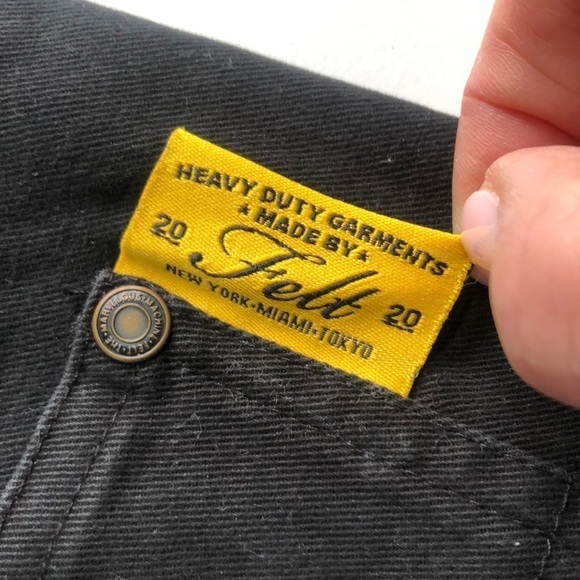 HEAVY DUTY GARMENTS
★ MADE BY ★
20 Felt 20
NEW YORK•MIAMI•TOKYO